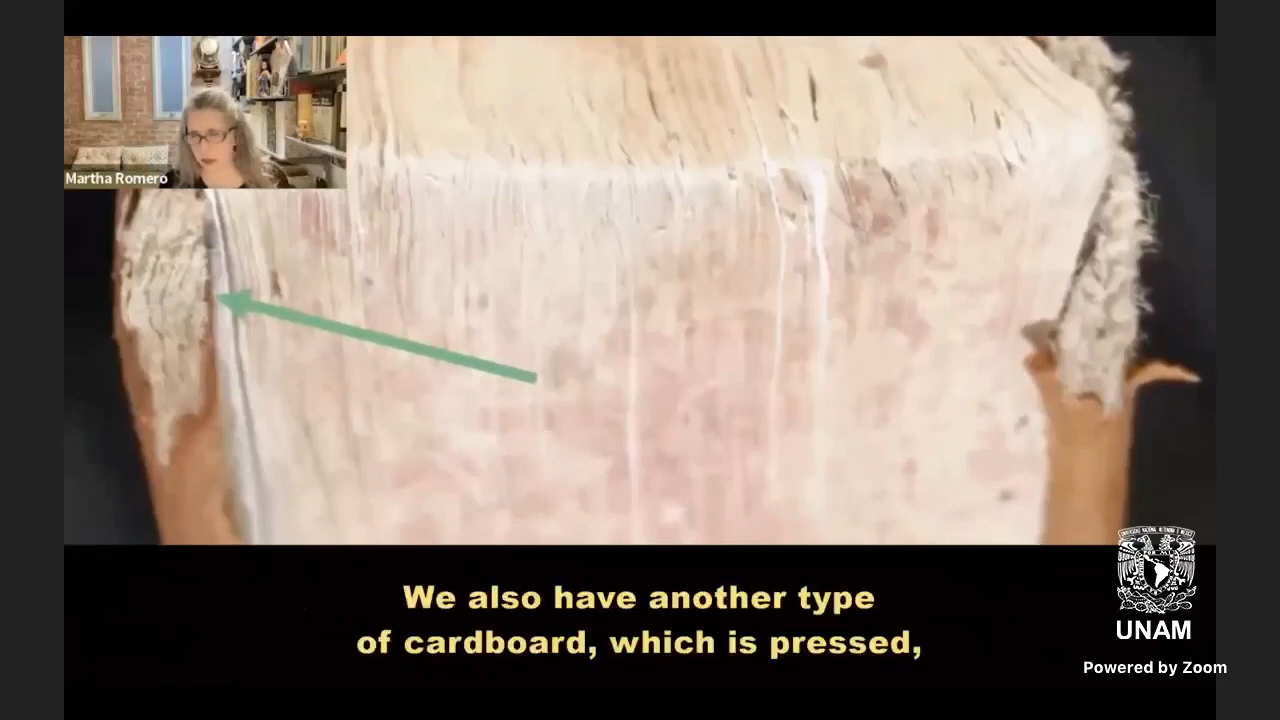 Martha Romero
We also have another type
of cardboard, which is pressed,
UNAM
Powered by Zoom